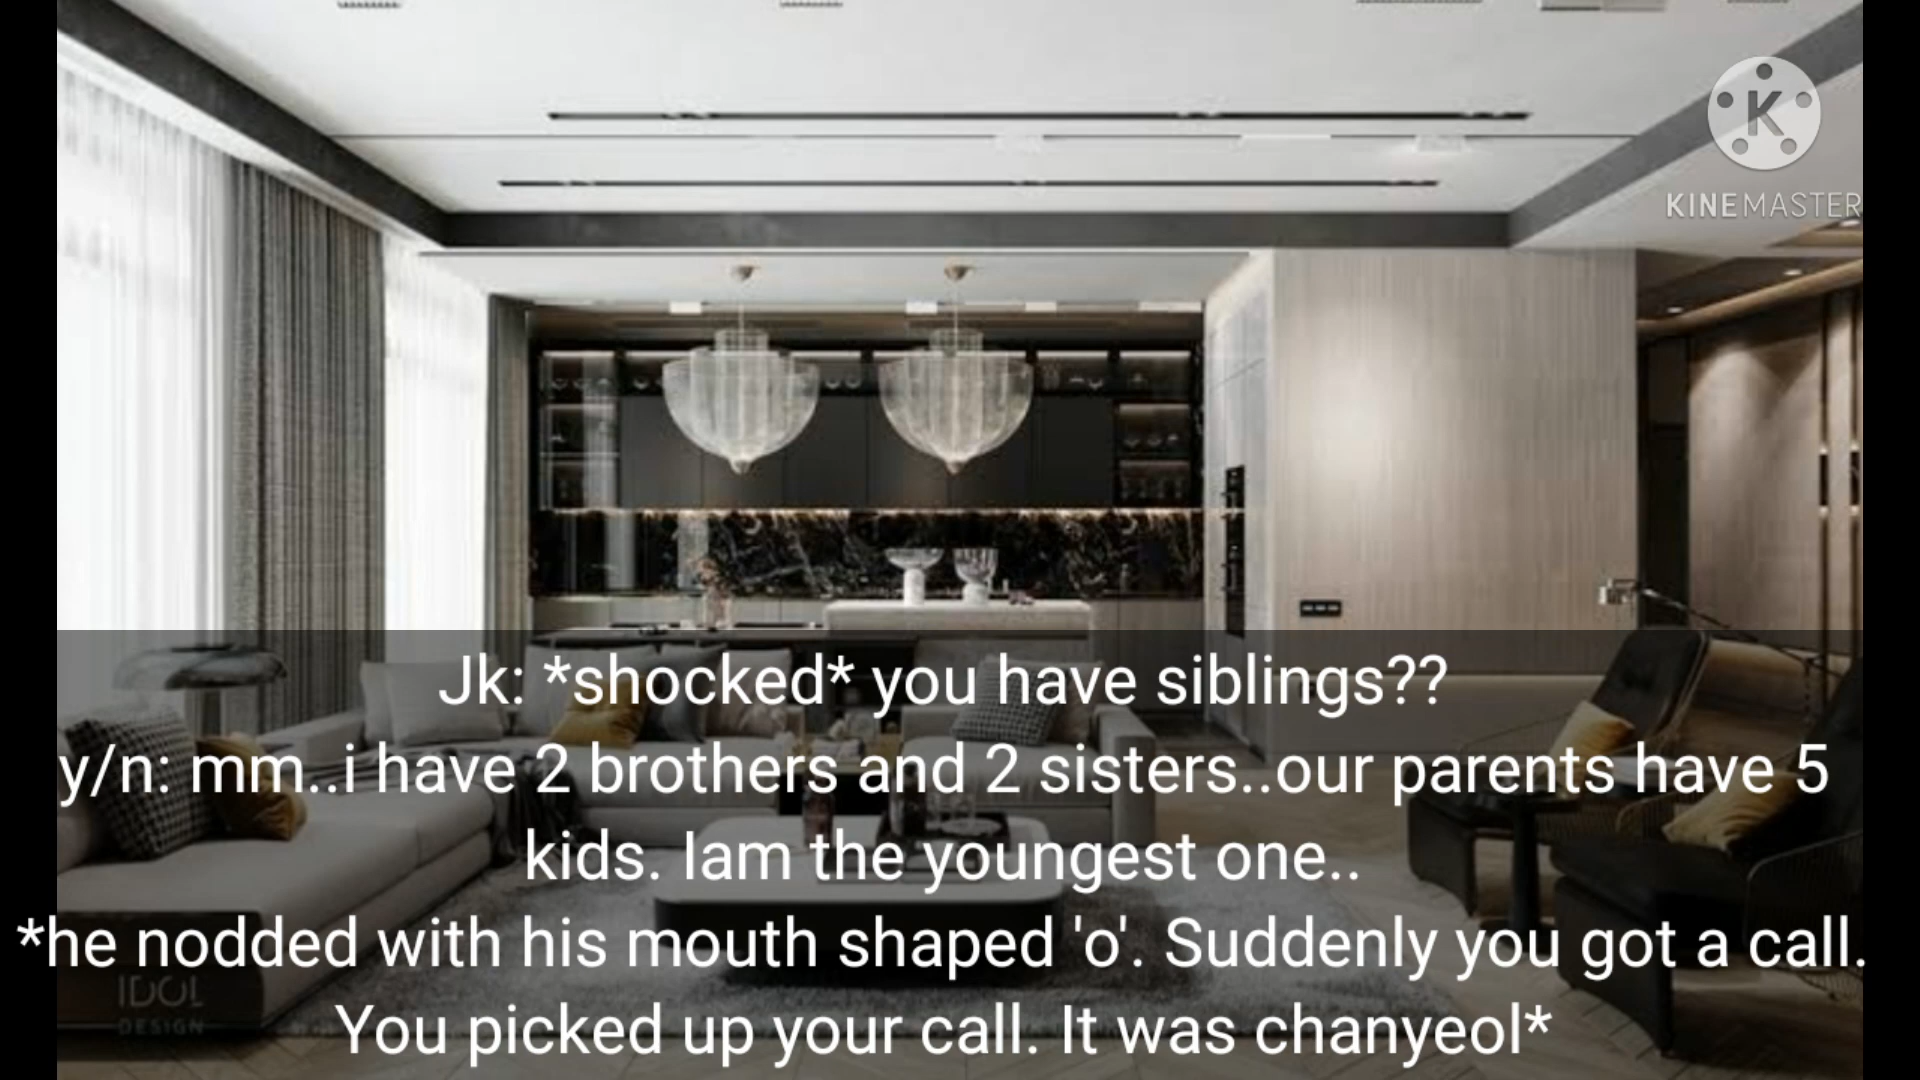 K
KINEMASTER
Jk: *shocked* you have siblings??
y/n: mm..i have 2 brothers and 2 sisters..our parents have 5
kids. Iam the youngest one..
*he nodded with his mouth shaped 'o'. Suddenly you got a call.
IDOL
DESIGN
You picked up your call. It was chanyeol*